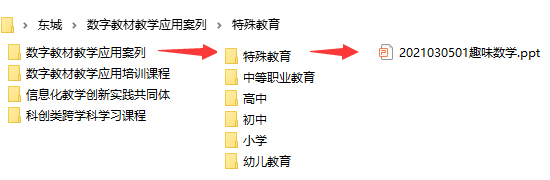 东城 > 数字教材教学应用案列 > 特殊教育
数字教材教学应用案列
数字教材教学应用培训课程
信息化教学创新实践共同体
科创类跨学科学习课程
特殊教育
中等职业教育
高中
初中
小学
幼儿教育
2021030501趣味数学.ppt